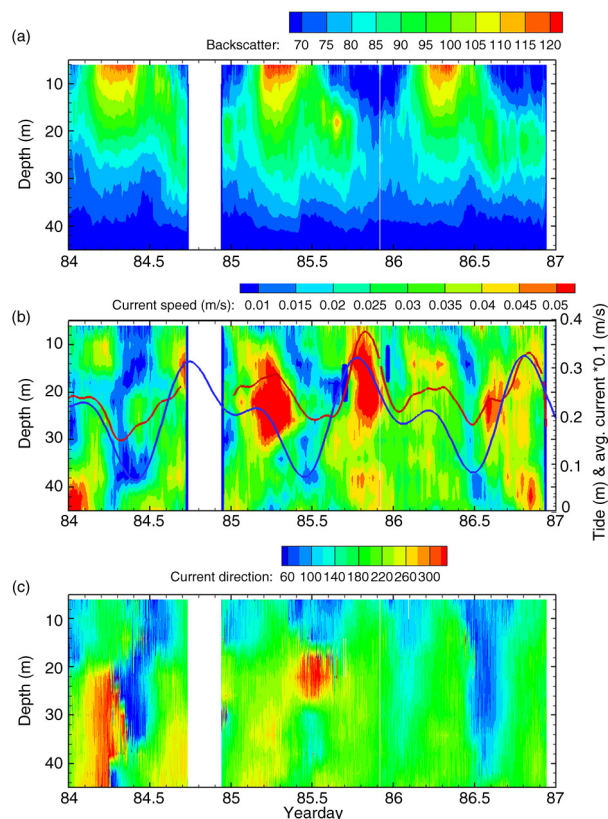 (a)
Backscatter: 70 75 80 85 90 95 100 105 110 115 120
Depth (m)
10
20
30
40
84 84.5 85 85.5 86 86.5 87
Current speed (m/s): 0.01 0.015 0.02 0.025 0.03 0.035 0.04 0.045 0.05
(b)
Depth (m)
10
20
30
40
0.4
0.3
0.2
0.1
0
Tide (m) & avg. current *0.1 (m/s)
84 84.5 85 85.5 86 86.5 87
Current direction: 60 100 140 180 220 260 300
(c)
Depth (m)
10
20
30
40
84 84.5 85 85.5 86 86.5 87
Yearday